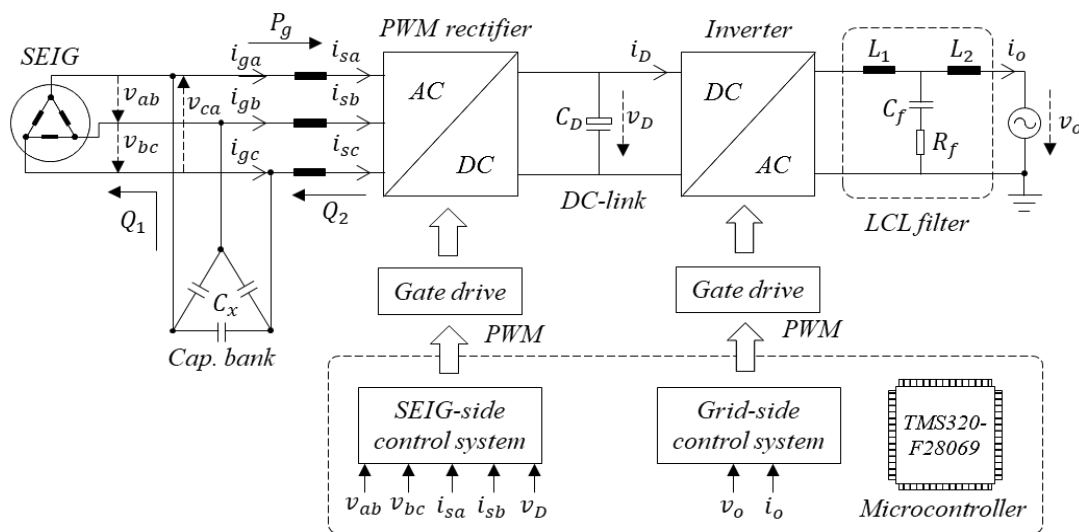 P_g
PWM rectifier
Inverter
SEIG
i_ga
i_sa
v_ab
v_ca
i_gb
i_sb
v_bc
i_gc
i_sc
Q_1
Q_2
AC
DC
i_D
C_D
v_D
DC-link
DC
AC
L_1
L_2
i_o
C_f
R_f
v_o
LCL filter
C_x
Cap. bank
Gate drive
Gate drive
PWM
PWM
SEIG-side
control system
Grid-side
control system
TMS320-
F28069
Microcontroller
v_ab v_bc i_sa i_sb v_D
v_o i_o